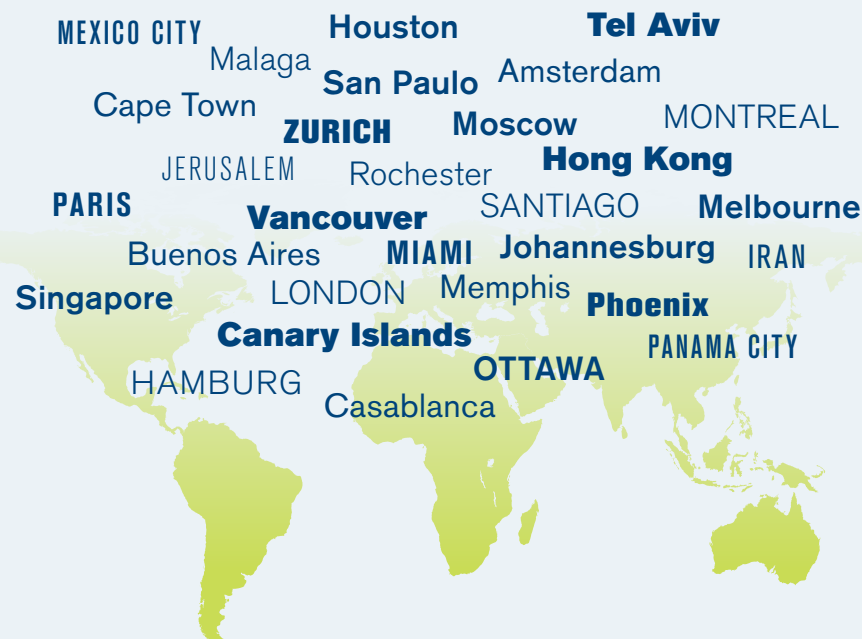 MEXICO CITY
Houston
Tel Aviv
Malaga
San Paulo
Amsterdam
Cape Town
ZURICH
Moscow
MONTREAL
JERUSALEM
Rochester
Hong Kong
PARIS
Vancouver
SANTIAGO
Melbourne
Buenos Aires
MIAMI
Johannesburg
IRAN
Singapore
LONDON
Memphis
Phoenix
Canary Islands
PANAMA CITY
HAMBURG
OTTAWA
Casablanca